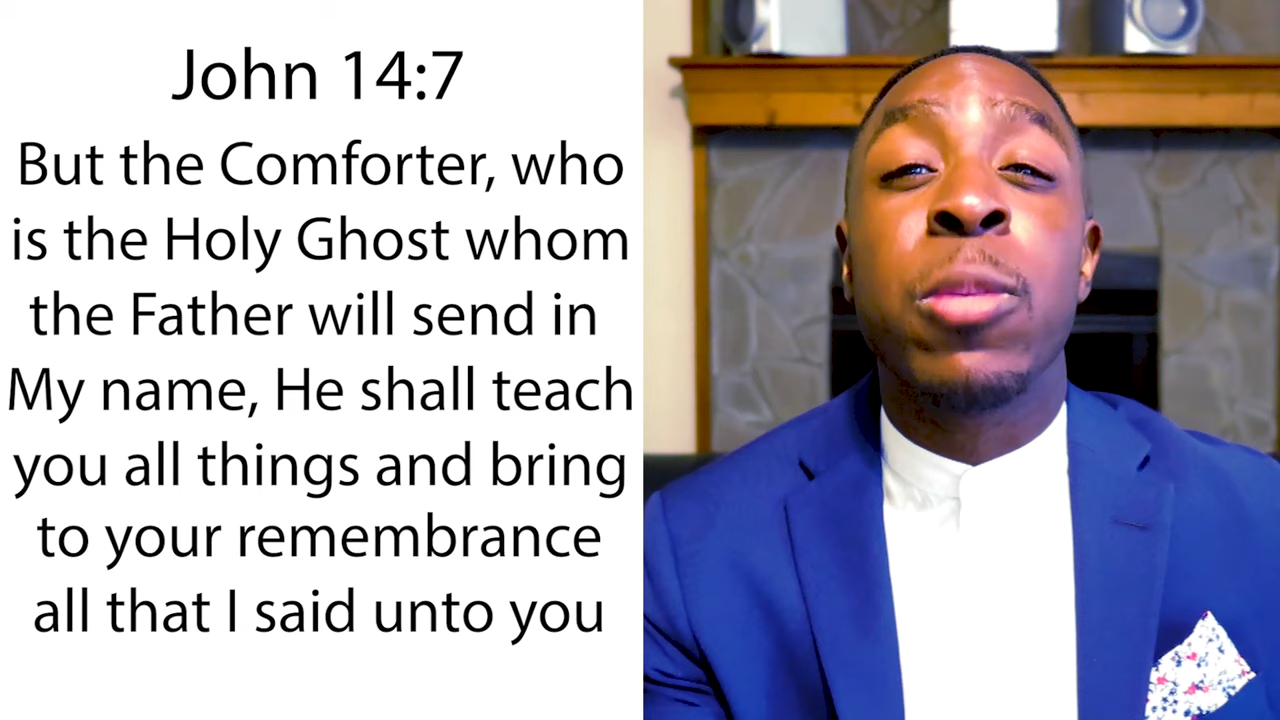 John 14:7
But the Comforter, who
is the Holy Ghost whom
the Father will send in
My name, He shall teach
you all things and bring
to your remembrance
all that I said unto you